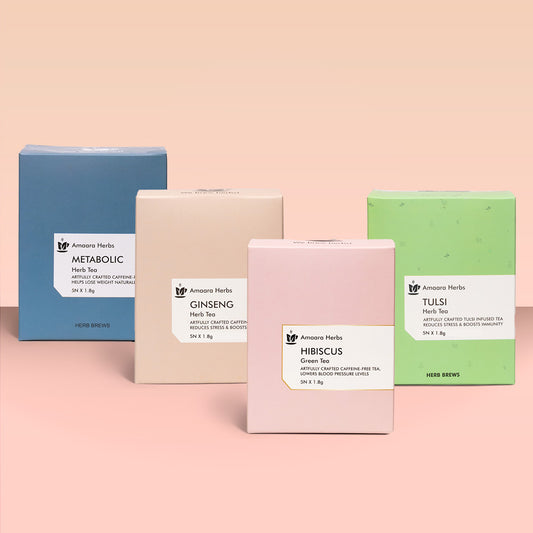 Amaara Herbs
METABOLIC
Herb Tea
ARTFULLY CRAFTED CAFFEINE-
HELPS LOSE WEIGHT
5N X 1.8g
HERB BREWS
Amaara Herbs
GINSENG
Herb Tea
ARTFULLY CRAFTED
REDUCES STRESS & BOOSTS
5N X 1.8g
Amaara Herbs
HIBISCUS
Green Tea
ARTFULLY CRAFTED CAFFEINE-FREE TEA,
LOWERS BLOOD PRESSURE LEVELS
5N X 1.8g
Amaara Herbs
TULSI
Herb Tea
ARTFULLY CRAFTED TULSI INFUSED TEA
REDUCES STRESS & BOOSTS IMMUNITY
5N X 1.8g
HERB BREWS